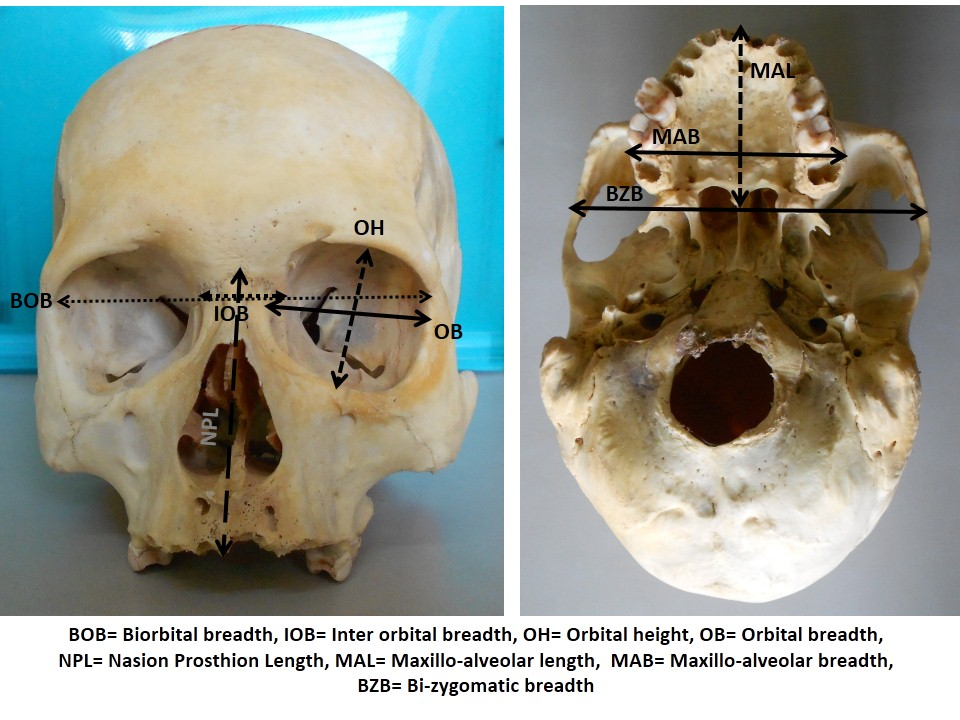 OH
BOB
IOB
OB
NPL
MAL
MAB
BZB
BOB= Biorbital breadth, IOB= Inter orbital breadth, OH= Orbital height, OB= Orbital breadth,
NPL= Nasion Prosthion Length, MAL= Maxillo-alveolar length,  MAB= Maxillo-alveolar breadth,
BZB= Bi-zygomatic breadth